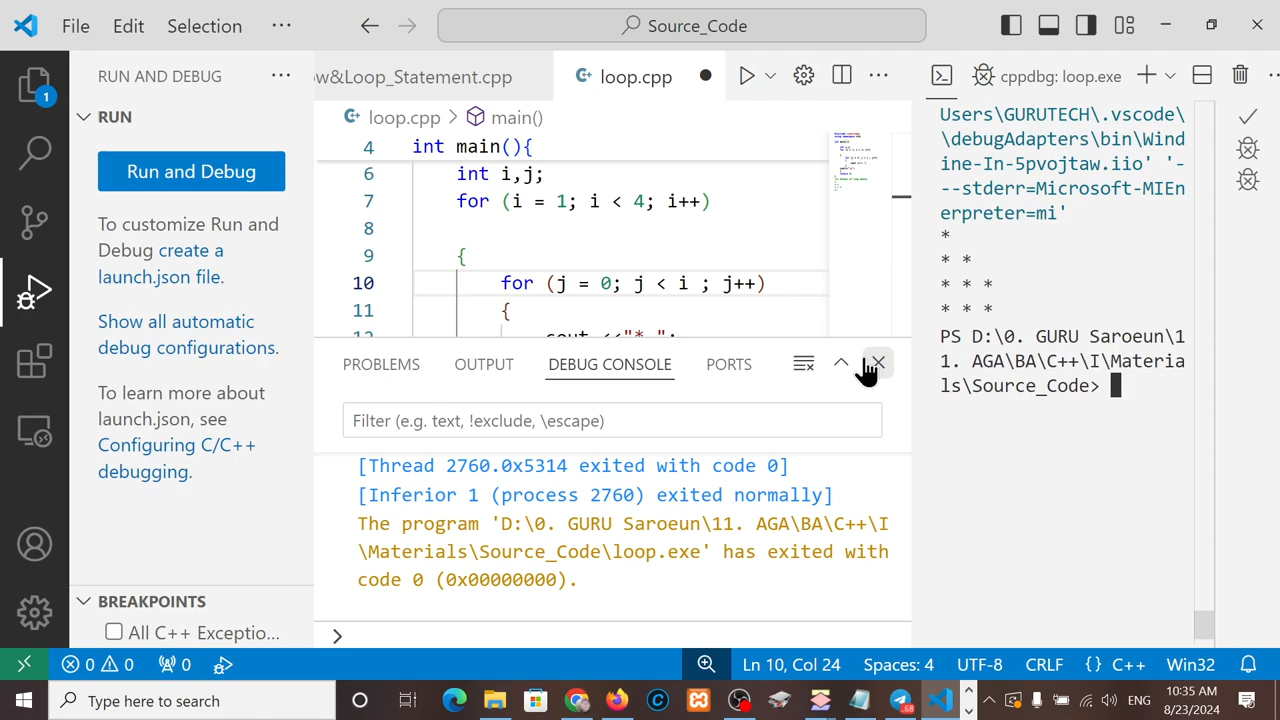 File Edit Selection ··· Source_Code
RUN AND DEBUG ···
RUN
Run and Debug
To customize Run and
Debug create a
launch.json file.
Show all automatic
debug configurations.
To learn more about
launch.json, see
Configuring C/C++
debugging.
BREAKPOINTS
All C++ Exceptio...
1
w&Loop_Statement.cpp loop.cpp
loop.cpp > main()
4 int main(){
6 int i,j;
7 for (i = 1; i < 4; i++)
8
9 {
10 for (j = 0; j < i ; j++)
11 {
12 cout <<"* ";
PROBLEMS OUTPUT DEBUG CONSOLE PORTS
Filter (e.g. text, !exclude, \escape)
[Thread 2760.0x5314 exited with code 0]
[Inferior 1 (process 2760) exited normally]
The program 'D:\0. GURU Saroeun\11. AGA\BA\C++\I
\Materials\Source_Code\loop.exe' has exited with
code 0 (0x00000000).
>
cppdbg: loop.exe
Users\GURUTECH\.vscode\
\debugAdapters\bin\Wind
ine-In-5pvojtaw.iio' '-
--stderr=Microsoft-MIEn
erpreter=mi'
*
* *
* * *
* * *
PS D:\0. GURU Saroeun\1
1. AGA\BA\C++\I\Materia
ls\Source_Code>
0 0 0 Ln 10, Col 24 Spaces: 4 UTF-8 CRLF {} C++ Win32
Type here to search
68
ENG
10:35 AM
8/23/2024